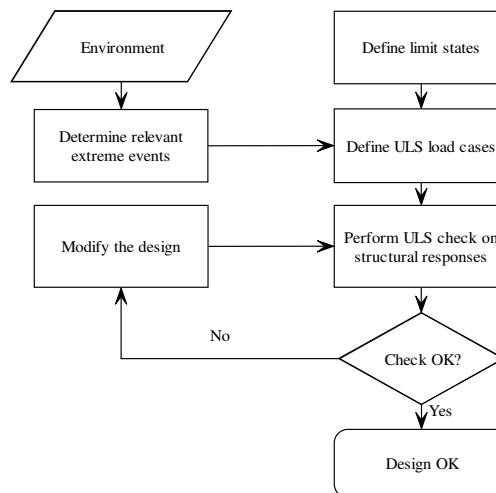 Environment
Define limit states
Determine relevant
extreme events
Define ULS load cases
Modify the design
Perform ULS check on
structural responses
No
Check OK?
Yes
Design OK